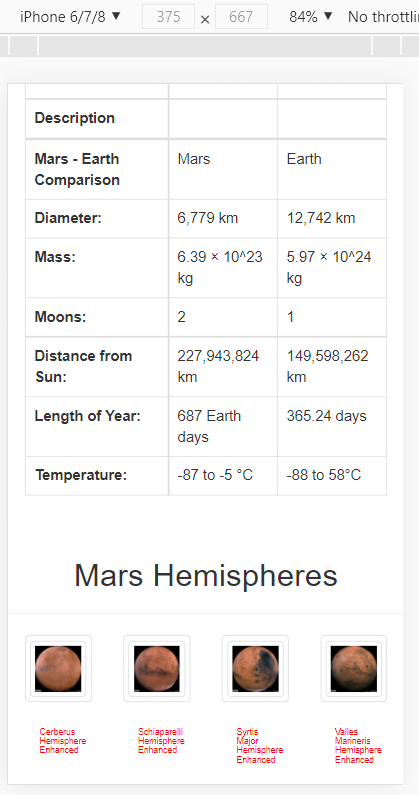 iPhone 6/7/8 ▼ 375 × 667 84% ▼ No throttli
Description
Mars - Earth Mars Earth
Comparison
Diameter: 6,779 km 12,742 km
Mass: 6.39 × 10^23 5.97 × 10^24
kg kg
Moons: 2 1
Distance from 227,943,824 149,598,262
Sun: km km
Length of Year: 687 Earth 365.24 days
days
Temperature: -87 to -5 °C -88 to 58°C
Mars Hemispheres
Cerberus Schiaparelli Syrtis Valles
Hemisphere Hemisphere Major Marineris
Enhanced Enhanced Hemisphere Hemisphere
Enhanced Enhanced